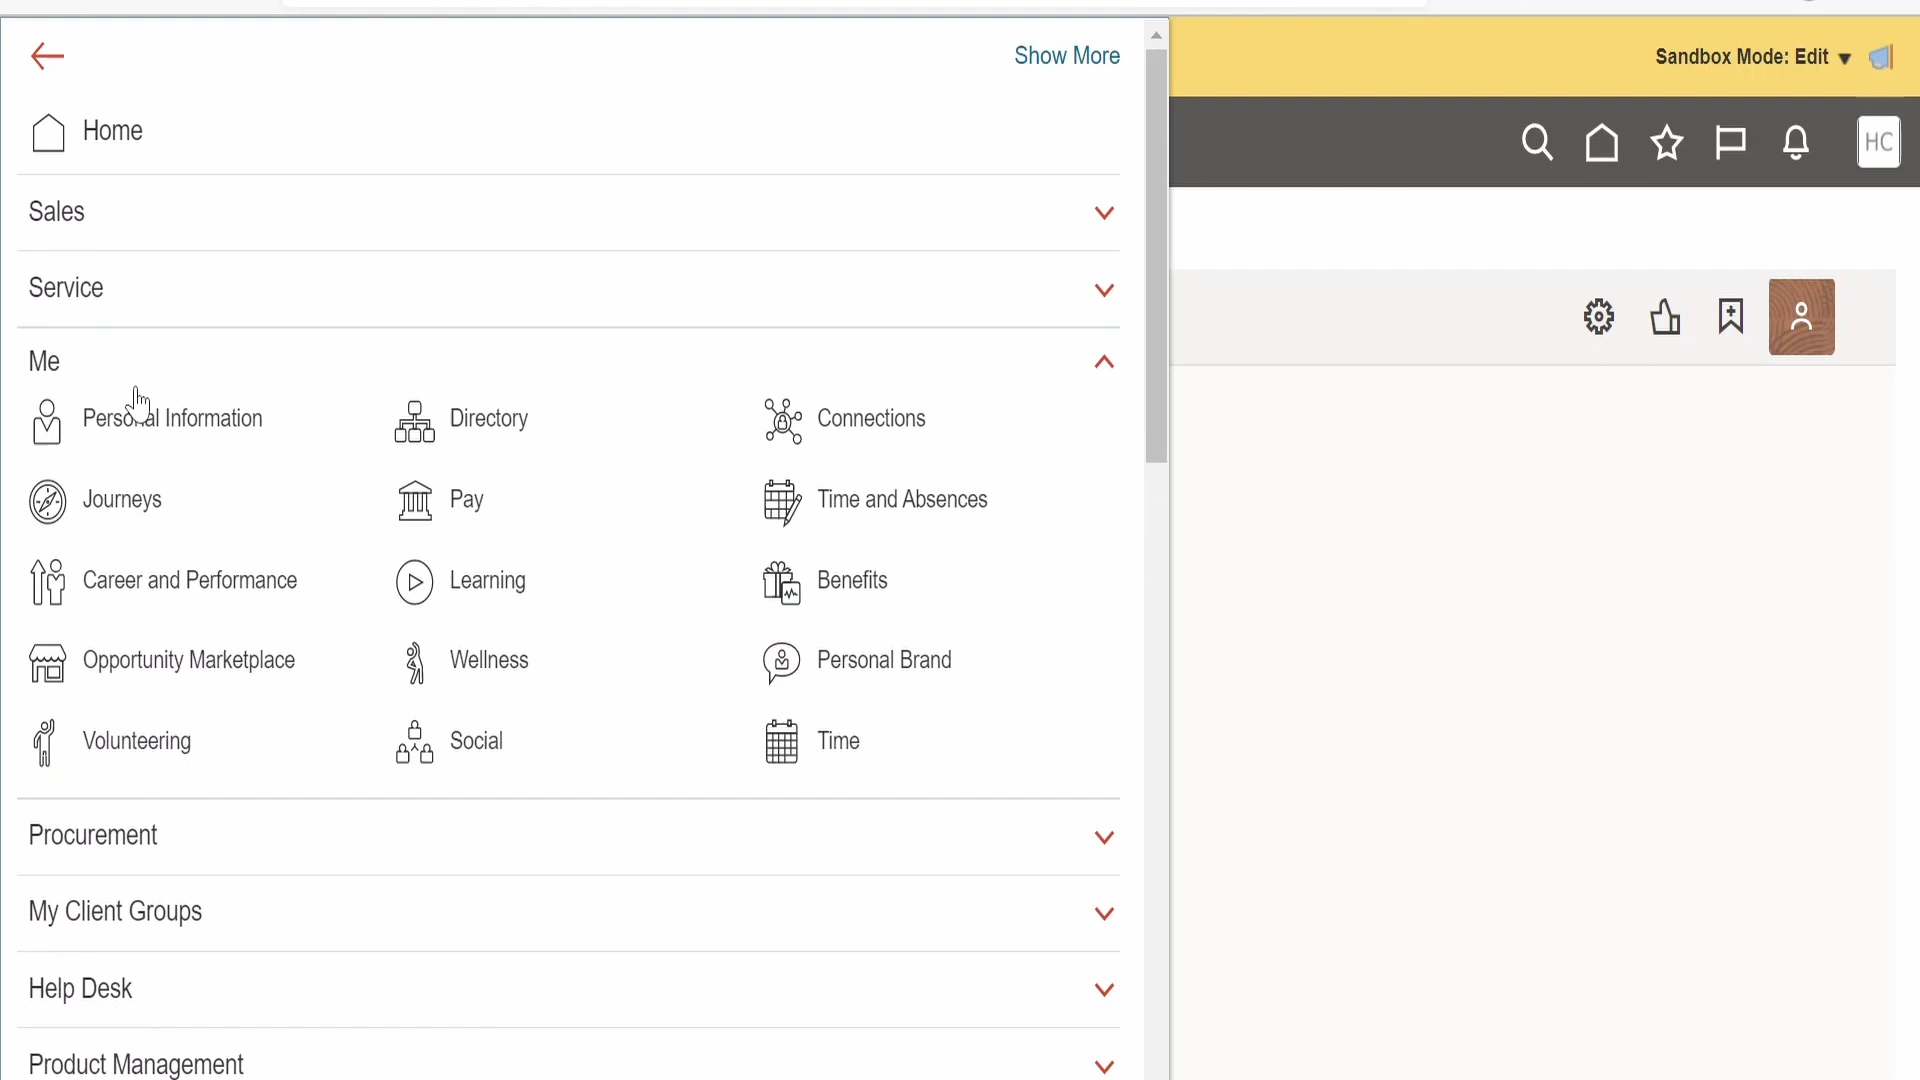 Show More
Sandbox Mode: Edit
Home
HC
Sales
Service
Me
Personal Information
Directory
Connections
Journeys
Pay
Time and Absences
Career and Performance
Learning
Benefits
Opportunity Marketplace
Wellness
Personal Brand
Volunteering
Social
Time
Procurement
My Client Groups
Help Desk
Product Management